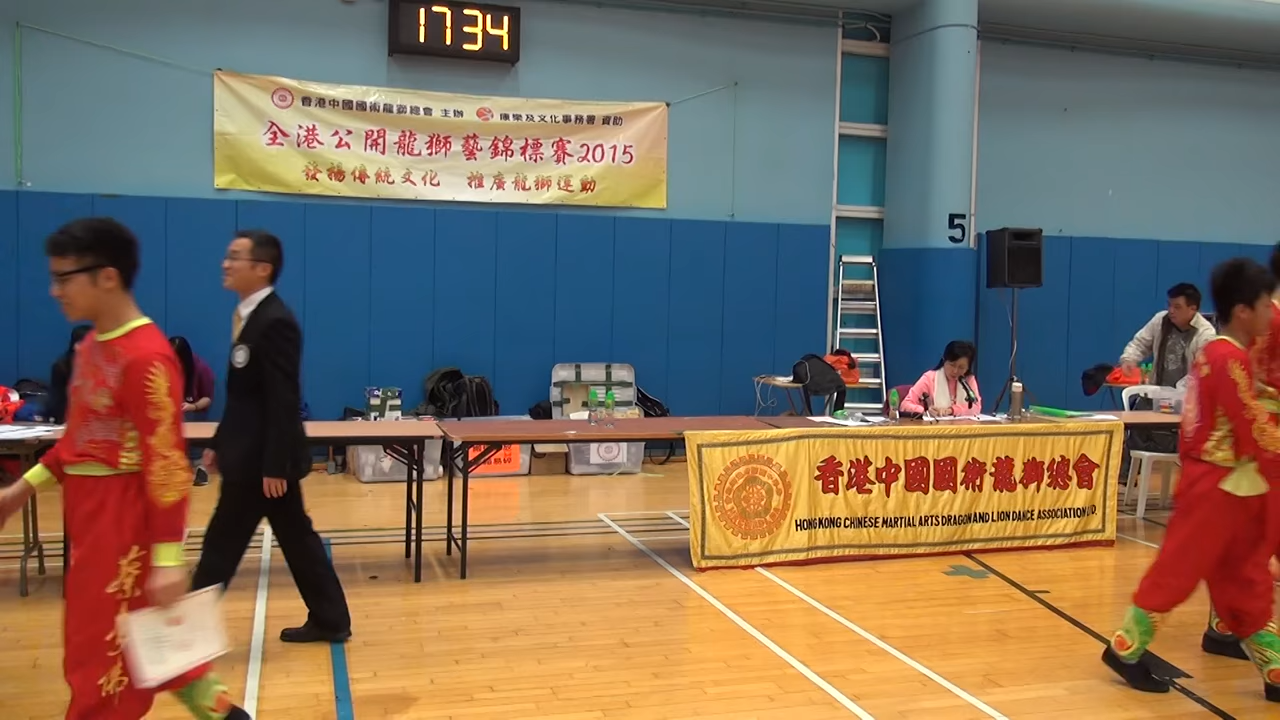 1734
香港中國國術龍獅總會 主辦 康樂及文化事務署 資助
全港公開龍獅藝錦標賽2015
發揚傳統文化 推廣龍獅運動
5
香港中國國術龍獅總會
HONG KONG CHINESE MARTIAL ARTS DRAGON AND LION DANCE ASSOCIATION LTD.